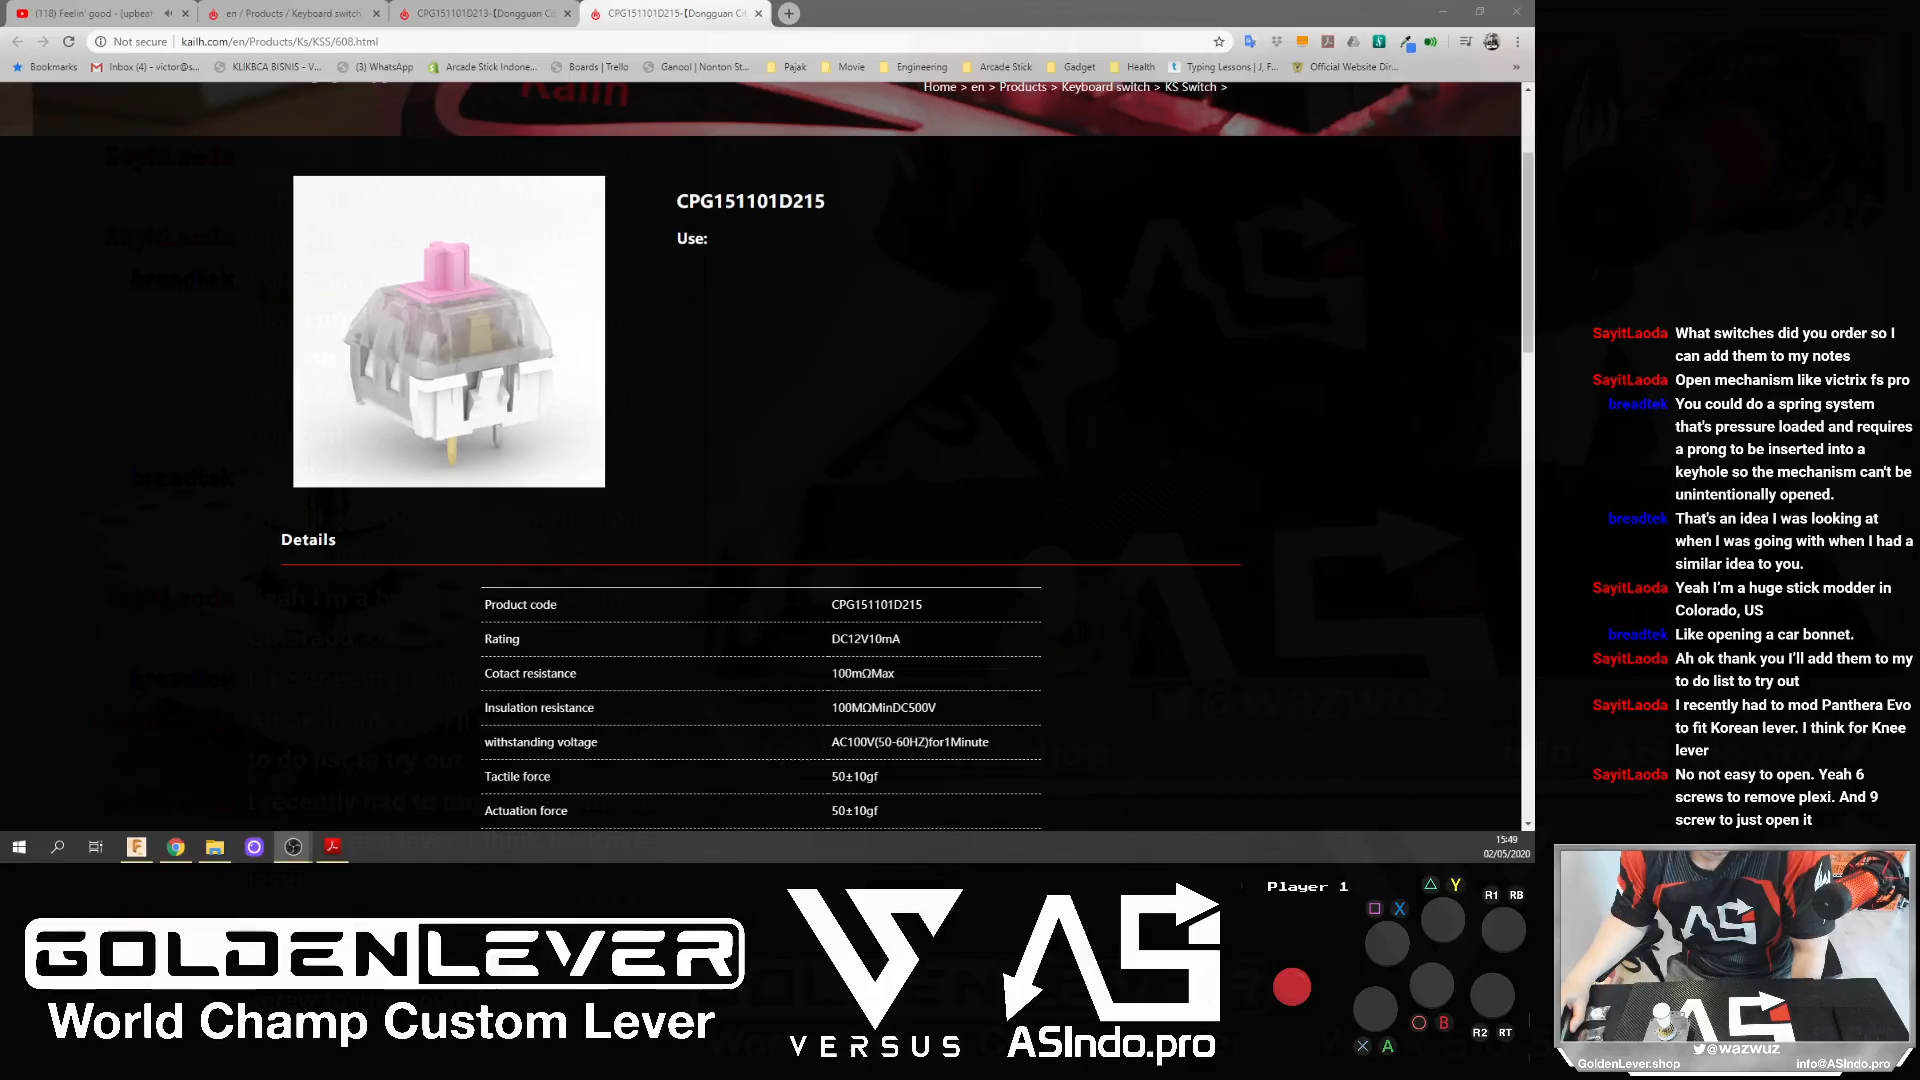 (118) Feelin' good - [upbeat
en / Products / Keyboard switch
CPG151101D213-【Dongguan Ci
CPG151101D215-【Dongguan Cit
Not secure
kailh.com/en/Products/Ks/KSS/608.html
Bookmarks
Inbox (4) - victor@s...
KLIKBCA BISNIS - V...
(3) WhatsApp
Arcade Stick Indone...
Boards | Trello
Ganool | Nonton St...
Pajak
Movie
Engineering
Arcade Stick
Gadget
Health
Typing Lessons | J, F...
Official Website Dir...
Kailh
Home > en > Products > Keyboard switch > KS Switch >
CPG151101D215
Use:
Details
Product code CPG151101D215
Rating DC12V10mA
Cotact resistance 100mΩMax
Insulation resistance 100MΩMinDC500V
withstanding voltage AC100V(50-60HZ)for1Minute
Tactile force 50±10gf
Actuation force 50±10gf
15:49
02/05/2020
SayitLaoda What switches did you order so I
can add them to my notes
SayitLaoda Open mechanism like victrix fs pro
breadtek You could do a spring system
that's pressure loaded and requires
a prong to be inserted into a
keyhole so the mechanism can't be
unintentionally opened.
breadtek That's an idea I was looking at
when I was going with when I had a
similar idea to you.
SayitLaoda Yeah I'm a huge stick modder in
Colorado, US
breadtek Like opening a car bonnet.
SayitLaoda Ah ok thank you I'll add them to my
to do list to try out
SayitLaoda I recently had to mod Panthera Evo
to fit Korean lever. I think for Knee
lever
SayitLaoda No not easy to open. Yeah 6
screws to remove plexi. And 9
screw to just open it
GOLDENLEVER
World Champ Custom Lever
VERSUS
AS
ASIndo.pro
Player 1
Y
R1 RB
X
B
R2 RT
A
AS
AS
@wazwuz
GoldenLever.shop
info@ASIndo.pro